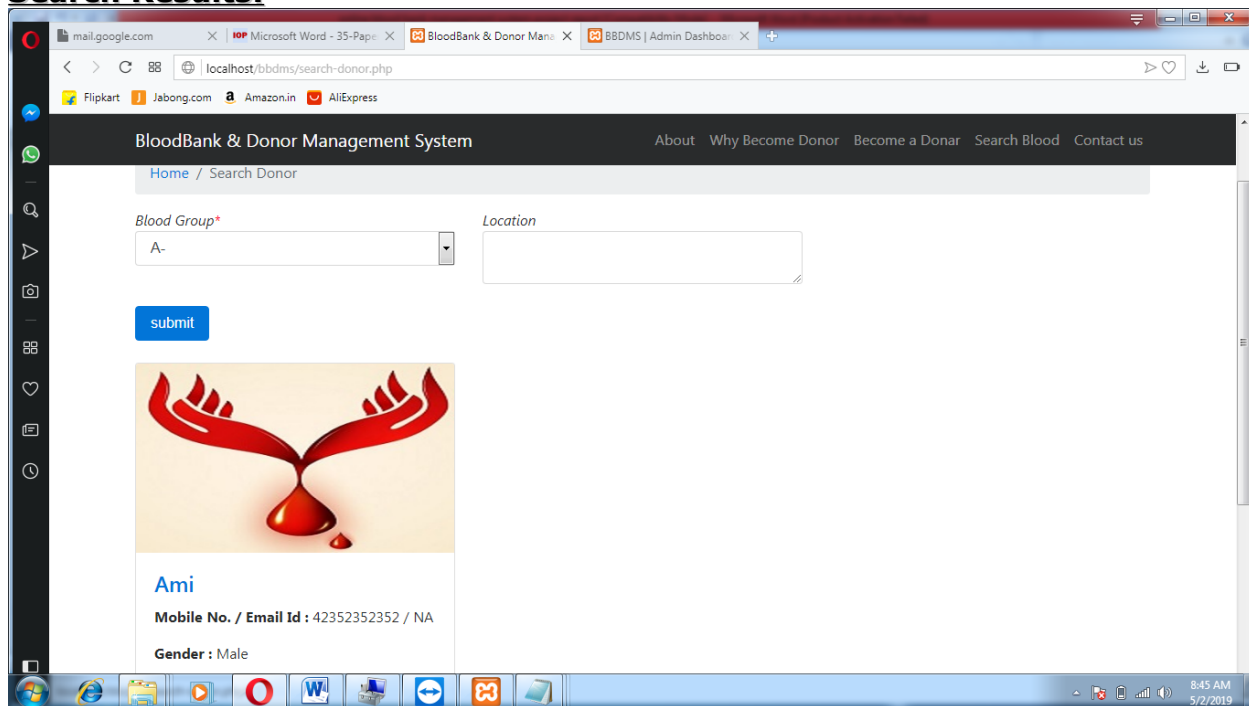 Search Results:
mail.google.com
IOP Microsoft Word - 35-Pape
BloodBank & Donor Mana
BBDMS | Admin Dashboar
localhost/bbdms/search-donor.php
Flipkart Jabong.com a Amazon.in AliExpress
BloodBank & Donor Management System
About Why Become Donor Become a Donar Search Blood Contact us
Home / Search Donor
Blood Group* Location
A-
submit
Ami
Mobile No. / Email Id : 42352352352 / NA
Gender : Male
8:45 AM
5/2/2019